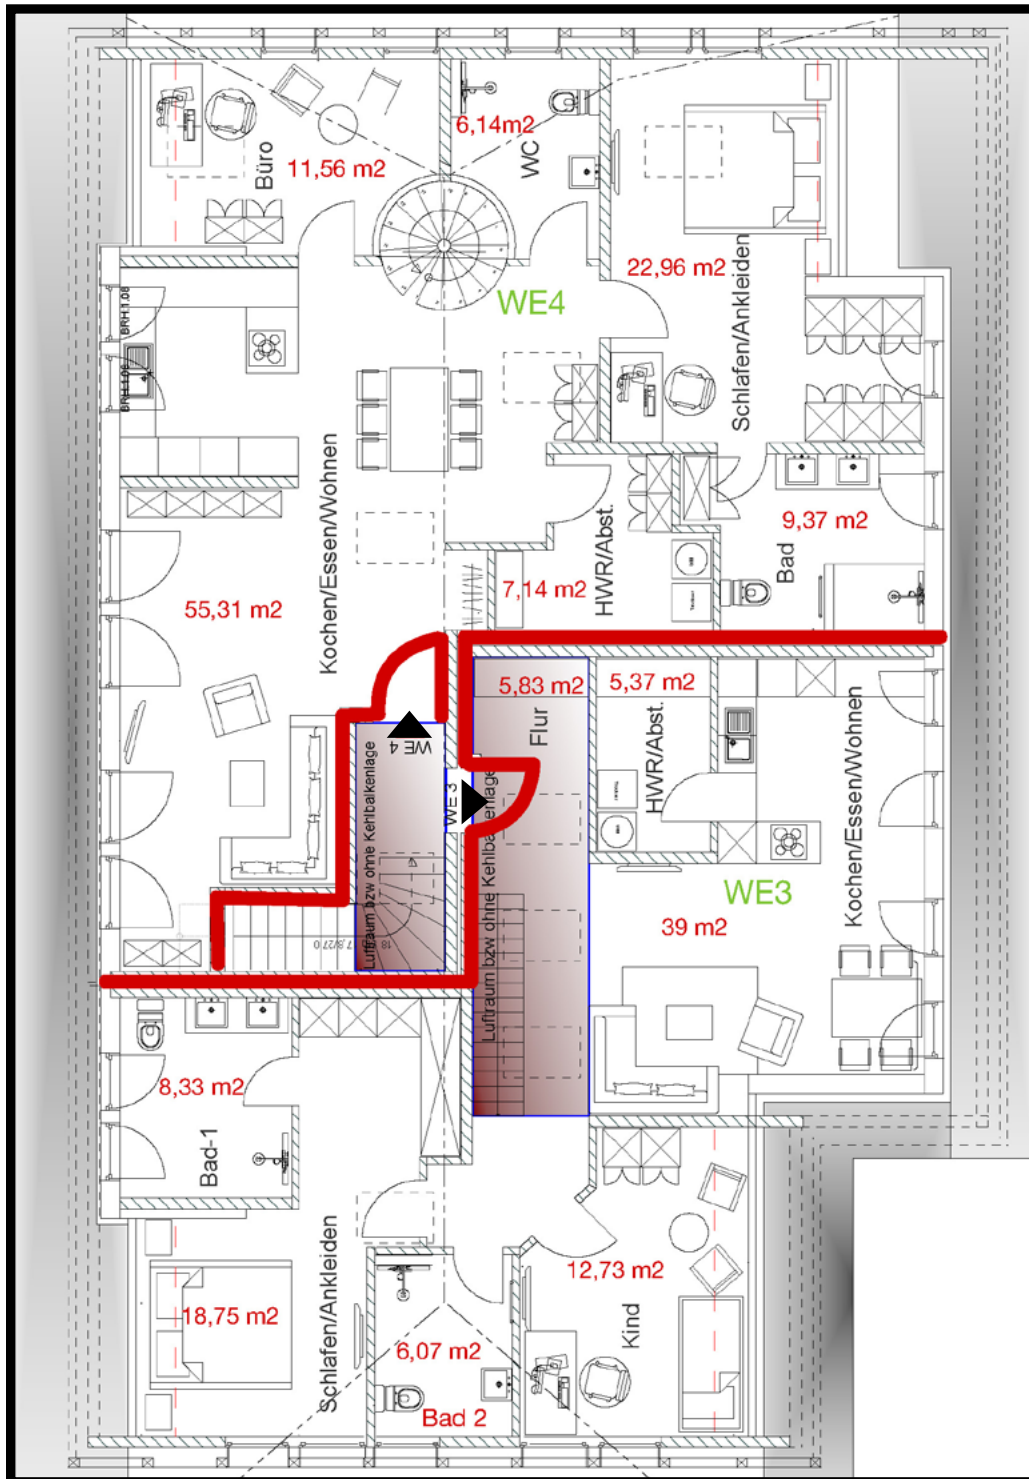 6,14m2
WC
Büro
11,56 m2
22,96 m2
Schlafen/Ankleiden
WE4
BRH.1.06
BRH.1.06
Kochen/Essen/Wohnen
55,31 m2
9,37 m2
Bad
HWR/Abst.
7,14 m2
5,83 m2
5,37 m2
Flur
HWR/Abst.
Kochen/Essen/Wohnen
WE 4
WE 3
Luftraum bzw ohne Kehlbalkenlage
Luftraum bzw ohne Kehlbalkenlage
WE3
39 m2
8,33 m2
Bad-1
Schlafen/Ankleiden
18,75 m2
12,73 m2
Kind
6,07 m2
Bad 2